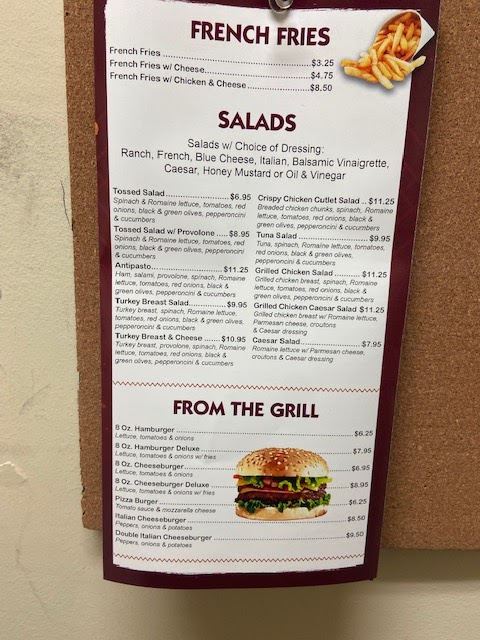 FRENCH FRIES
French Fries ..... $3.25
French Fries w/ Cheese..... $4.75
French Fries w/ Chicken & Cheese..... $8.50
SALADS
Salads w/ Choice of Dressing:
Ranch, French, Blue Cheese, Italian, Balsamic Vinaigrette,
Caesar, Honey Mustard or Oil & Vinegar
Tossed Salad..... $6.95
Spinach & Romaine lettuce, tomatoes, red
onions, black & green olives, pepperoncini
& cucumbers
Tossed Salad w/ Provolone ..... $8.95
Spinach & Romaine lettuce, tomatoes, red
onions, black & green olives, pepperoncini
& cucumbers
Antipasto..... $11.25
Ham, salami, provolone, spinach, Romaine
lettuce, tomatoes, red onions, black &
green olives, pepperoncini & cucumbers
Turkey Breast Salad..... $9.95
Turkey breast, spinach, Romaine lettuce,
tomatoes, red onions, black & green olives,
pepperoncini & cucumbers
Turkey Breast & Cheese ..... $10.95
Turkey breast, provolone, spinach, Romaine
lettuce, tomatoes, red onions, black &
green olives, pepperoncini & cucumbers
Crispy Chicken Cutlet Salad .. $11.25
Breaded chicken chunks, spinach, Romaine
lettuce, tomatoes, red onions, black &
green olives, pepperoncini & cucumbers
Tuna Salad ..... $9.95
Tuna, spinach, Romaine lettuce, tomatoes,
red onions, black & green olives,
pepperoncini & cucumbers
Grilled Chicken Salad ..... $11.25
Grilled chicken breast, spinach, Romaine
lettuce, tomatoes, red onions, black &
green olives, pepperoncini & cucumbers
Grilled Chicken Caesar Salad $11.25
Grilled chicken breast w/ Romaine lettuce,
Parmesan cheese, croutons
& Caesar dressing
Caesar Salad..... $7.95
Romaine lettuce w/ Parmesan cheese,
croutons & Caesar dressing
FROM THE GRILL
8 Oz. Hamburger ..... $6.25
Lettuce, tomatoes & onions
8 Oz. Hamburger Deluxe ..... $7.95
Lettuce, tomatoes & onions w/ fries
8 Oz. Cheeseburger..... $6.95
Lettuce, tomatoes & onions
8 Oz. Cheeseburger Deluxe ..... $8.95
Lettuce, tomatoes & onions w/ fries
Pizza Burger ..... $6.25
Tomato sauce & mozzarella cheese
Italian Cheeseburger..... $8.50
Peppers, onions & potatoes
Double Italian Cheeseburger..... $9.50
Peppers, onions & potatoes